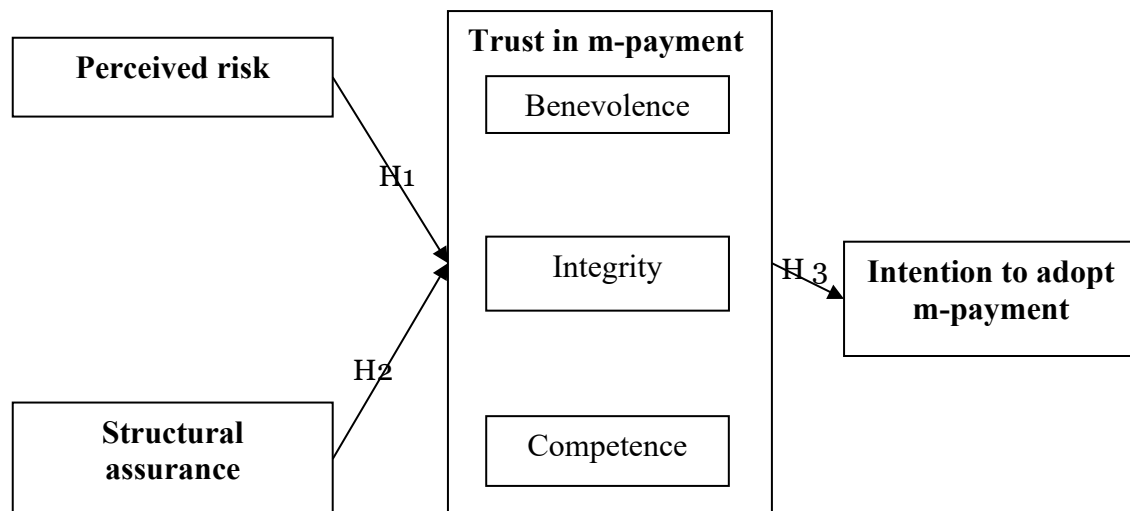 Perceived risk
Trust in m-payment
Benevolence
H1
Integrity
H 3
Intention to adopt
m-payment
H2
Structural
assurance
Competence